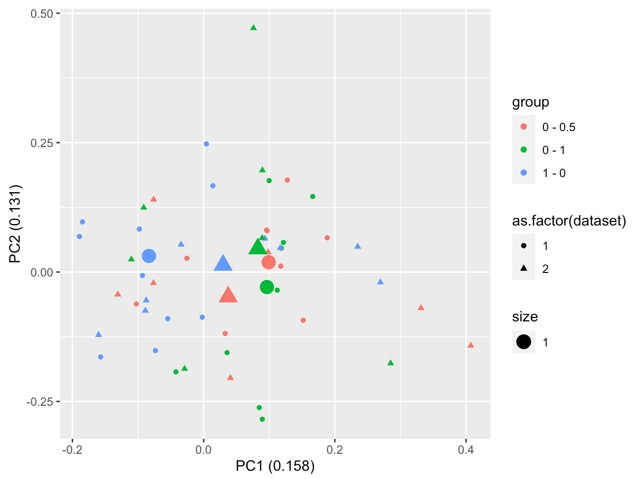 0.50
0.25
0.00
-0.25
PC2 (0.131)
-0.2
0.0
0.2
0.4
PC1 (0.158)
group
0 - 0.5
0 - 1
1 - 0
as.factor(dataset)
1
2
size
1